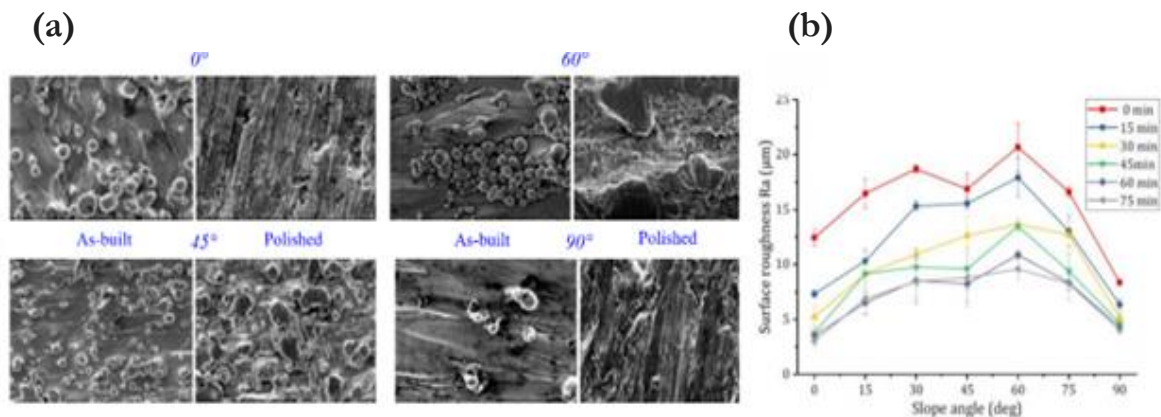 (a)
0°
60°
As-built 45° Polished
As-built 90° Polished
(b)
Surface roughness Ra (μm)
25
20
15
10
5
0
0 15 30 45 60 75 90
Slope angle (deg)
0 min
15 min
30 min
45min
60 min
75 min